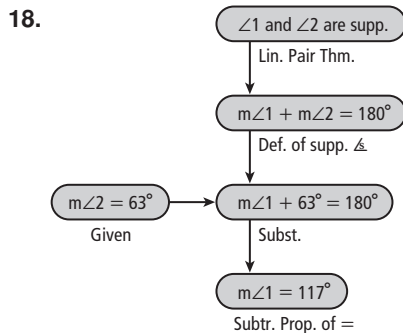 18.
∠1 and ∠2 are supp.
Lin. Pair Thm.
m∠1 + m∠2 = 180°
Def. of supp. ∠s
m∠2 = 63°
Given
m∠1 + 63° = 180°
Subst.
m∠1 = 117°
Subtr. Prop. of =